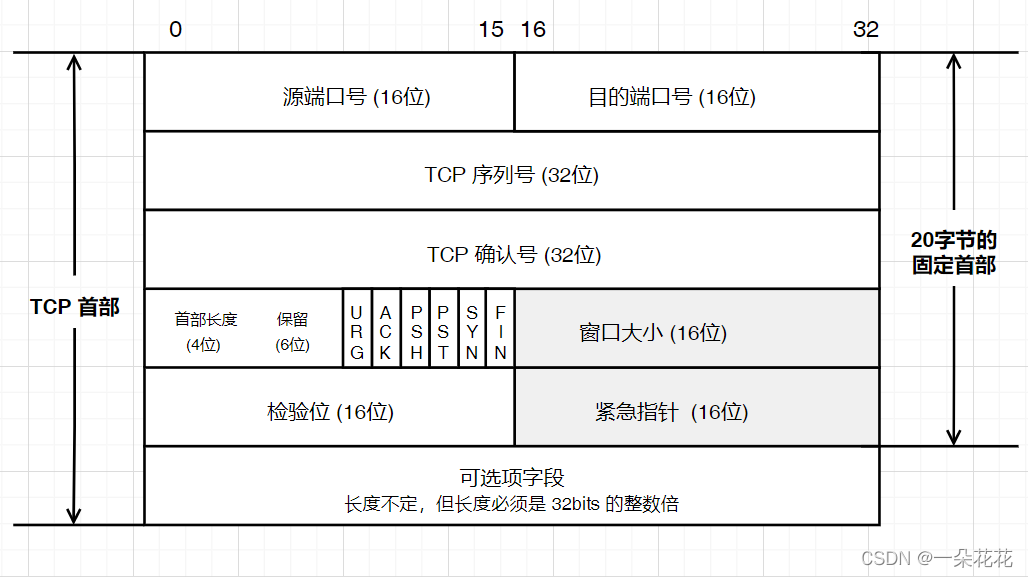 0 15 16 32
源端口号 (16位) 目的端口号 (16位)
TCP 序列号 (32位)
TCP 确认号 (32位)
20字节的
固定首部
TCP 首部
首部长度
(4位)
保留
(6位)
URG
ACK
PSH
PST
SYN
FIN
窗口大小 (16位)
检验位 (16位) 紧急指针 (16位)
可选项字段
长度不定，但长度必须是 32bits 的整数倍
CSDN @一朵花花